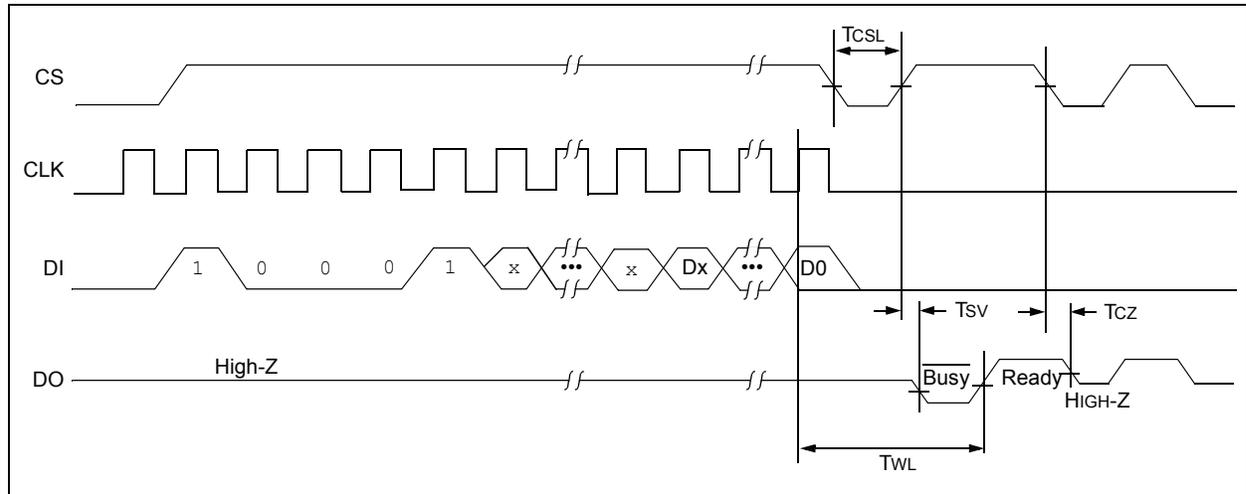 TCSL
CS
CLK
DI 1 0 0 0 1 x ••• x Dx ••• D0
TSV TCZ
High-Z
DO Busy Ready
HIGH-Z
TWL